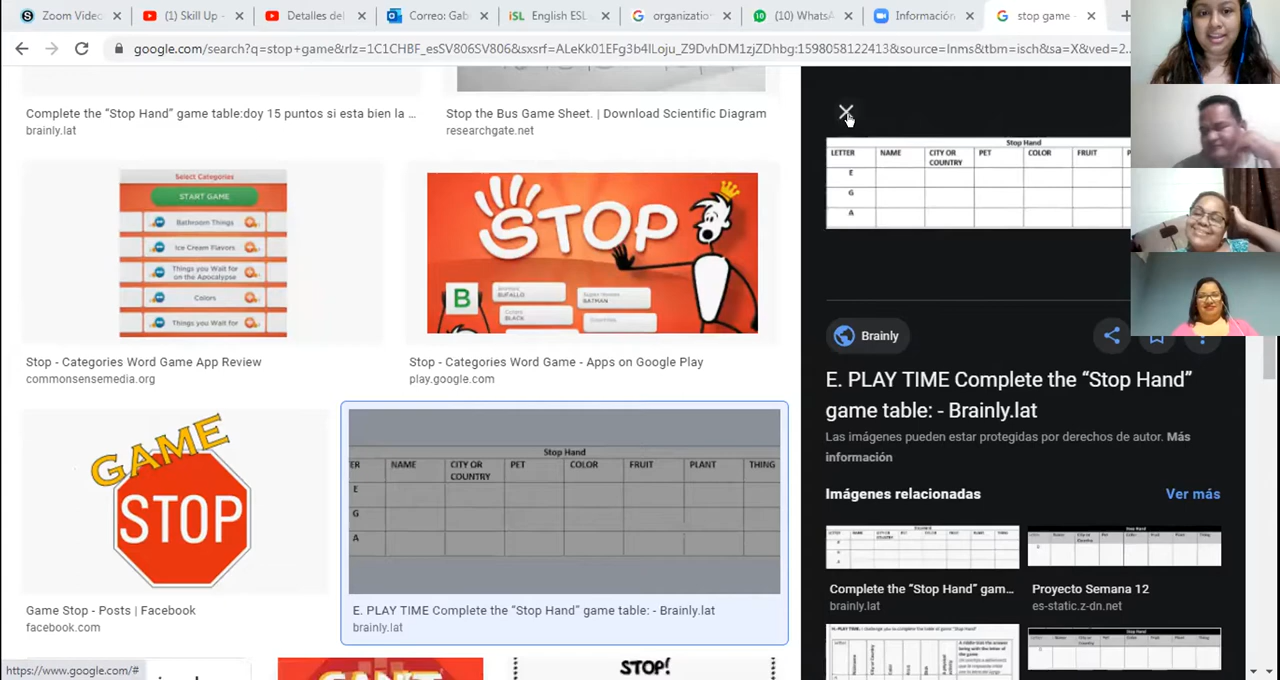 Zoom Video
(1) Skill Up -
Detalles del
Correo: Gab
iSL English ESL
organizatio
(10) WhatsA
Información
stop game -
google.com/search?q=stop+game&rlz=1C1CHBF_esSV806SV806&sxsrf=ALeKk01EFg3b4lLoju_Z9DvhDM1zjZDhbg:1598058122413&source=lnms&tbm=isch&sa=X&ved=2...
Complete the “Stop Hand” game table:doy 15 puntos si esta bien la ...
brainly.lat
Stop the Bus Game Sheet. | Download Scientific Diagram
researchgate.net
Select Categories
START GAME
Bathroom Things
Ice Cream Flavors
Things you Wait for
on the Apocalypse
Colors
Things you Wait for
STOP
B
BUFALLO
BATMAN
BLACK
Stop - Categories Word Game App Review
commonsensemedia.org
Stop - Categories Word Game - Apps on Google Play
play.google.com
GAME
STOP
Game Stop - Posts | Facebook
facebook.com
Stop Hand
ER NAME CITY OR COUNTRY PET COLOR FRUIT PLANT THING
E
G
A
E. PLAY TIME Complete the “Stop Hand” game table: - Brainly.lat
brainly.lat
https://www.google.com/#
STOP!
Stop Hand
LETTER NAME CITY OR COUNTRY PET COLOR FRUIT P
E
G
A
Brainly
E. PLAY TIME Complete the “Stop Hand”
game table: - Brainly.lat
Las imágenes pueden estar protegidas por derechos de autor. Más
información
Imágenes relacionadas
Ver más
Complete the “Stop Hand” gam...
brainly.lat
Proyecto Semana 12
es-static.z-dn.net